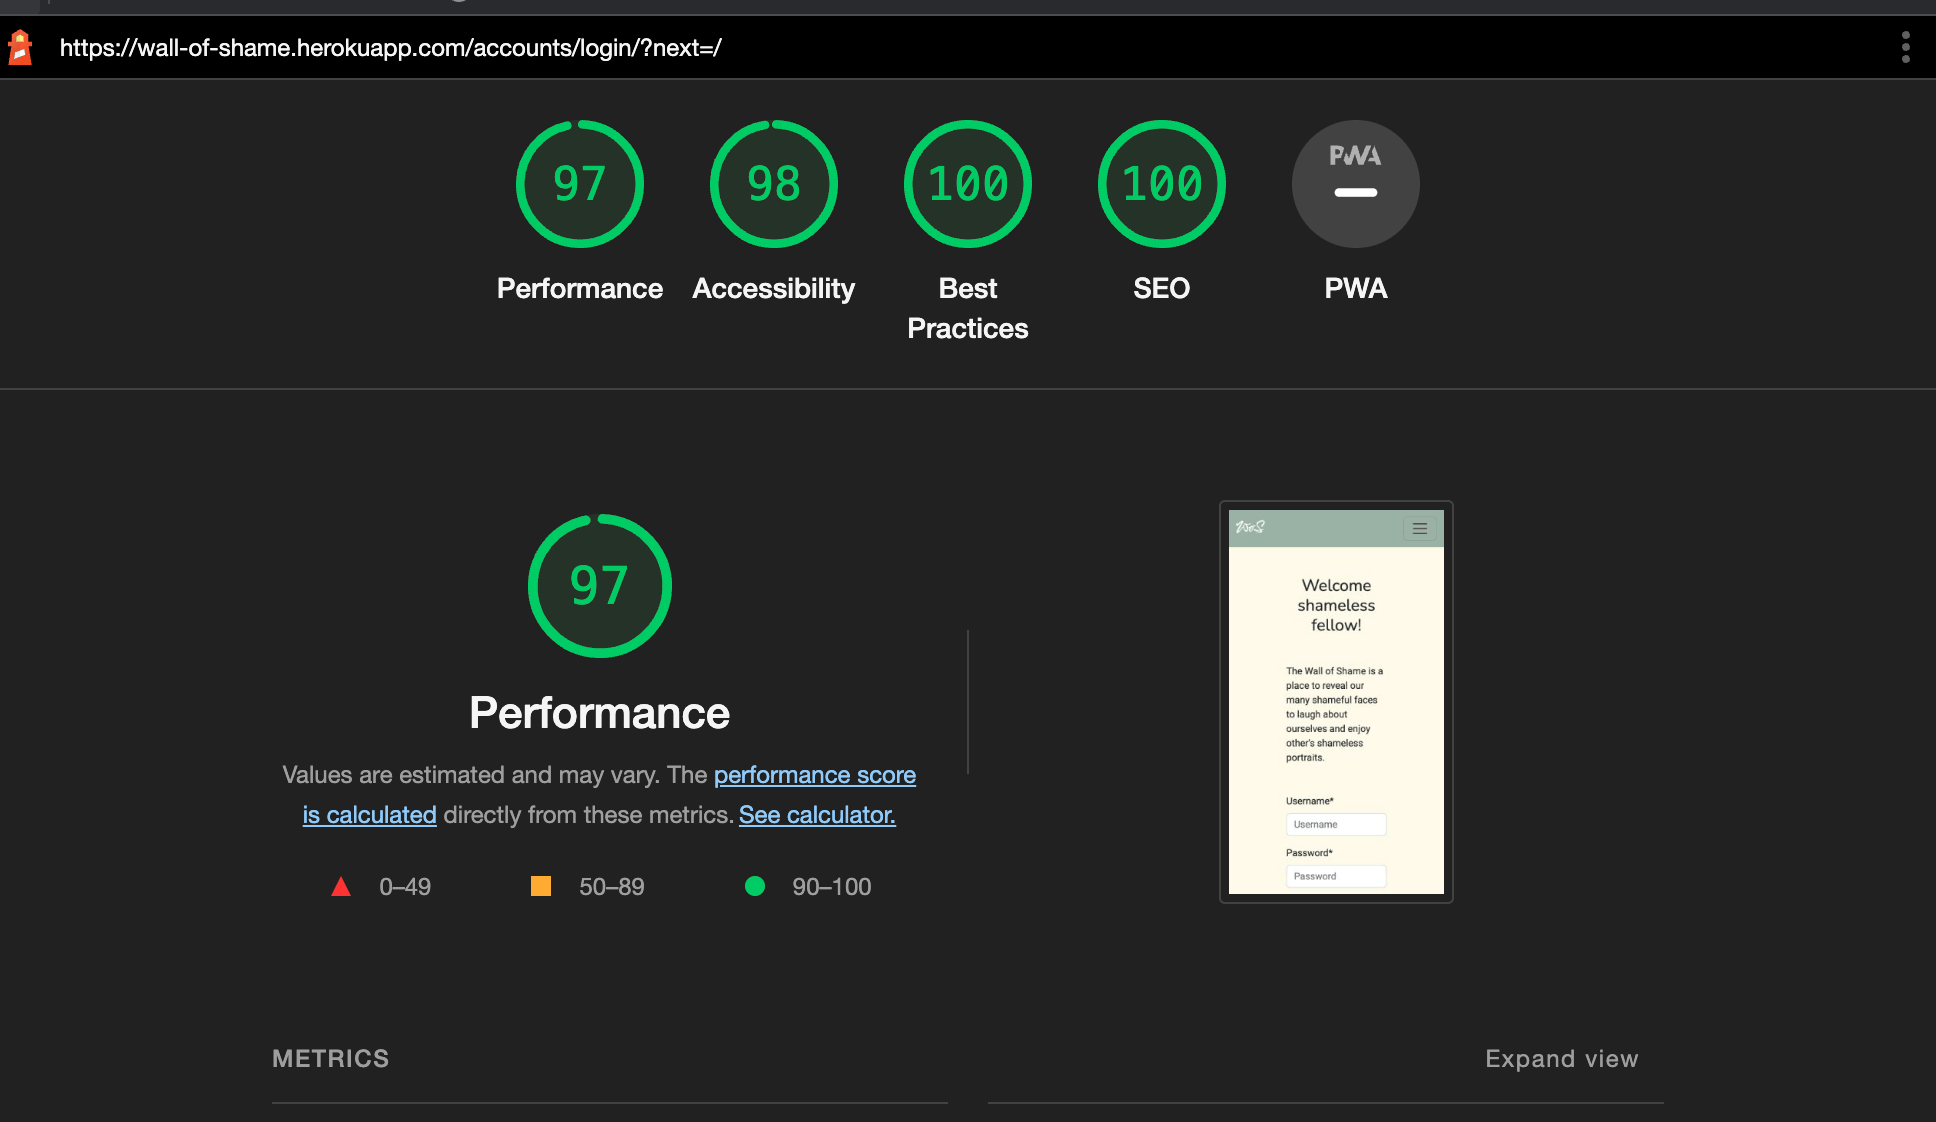 https://wall-of-shame.herokuapp.com/accounts/login/?next=/
97
98
100
100
PWA
Performance
Accessibility
Best
Practices
SEO
PWA
97
Performance
Values are estimated and may vary. The performance score
is calculated directly from these metrics. See calculator.
0–49
50–89
90–100
WoS
Welcome
shameless
fellow!
The Wall of Shame is a
place to reveal our
many shameful faces
to laugh about
ourselves and enjoy
other's shameless
portraits.
Username*
Username
Password*
Password
METRICS
Expand view